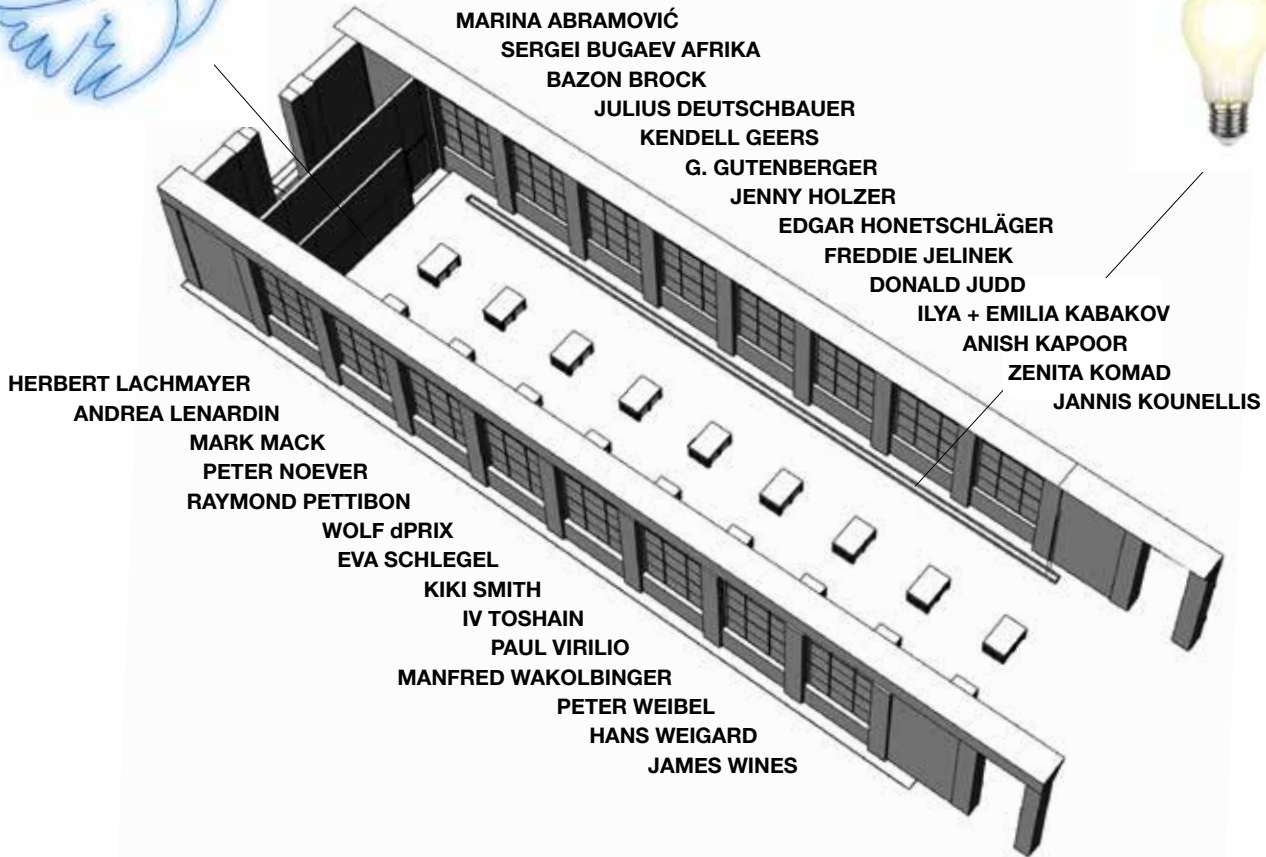 MARINA ABRAMOVIĆ
SERGEI BUGAEV AFRIKA
BAZON BROCK
JULIUS DEUTSCHBAUER
KENDELL GEERS
G. GUTENBERGER
JENNY HOLZER
EDGAR HONETSCHLÄGER
FREDDIE JELINEK
DONALD JUDD
ILYA + EMILIA KABAKOV
ANISH KAPOOR
ZENITA KOMAD
JANNIS KOUNELLIS
HERBERT LACHMAYER
ANDREA LENARDIN
MARK MACK
PETER NOEVER
RAYMOND PETTIBON
WOLF dPRIX
EVA SCHLEGEL
KIKI SMITH
IV TOSHAIN
PAUL VIRILIO
MANFRED WAKOLBINGER
PETER WEIBEL
HANS WEIGARD
JAMES WINES